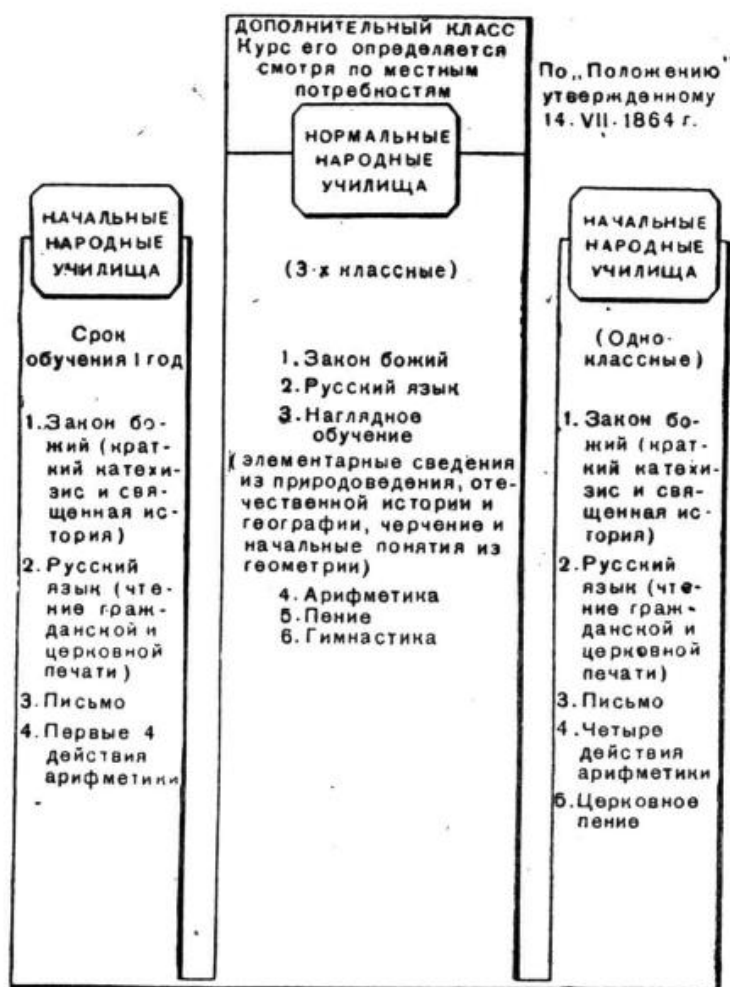 ДОПОЛНИТЕЛЬНЫЙ КЛАСС
Курс его определяется
смотря по местным
потребностям
По „Положению"
утвержденному
14. VII. 1864 г.
НАЧАЛЬНЫЕ
НАРОДНЫЕ
УЧИЛИЩА
Срок
обучения I год
1. Закон бо-
жий (крат-
кий катехи-
зис и свя-
щенная ис-
тория)
2. Русский
язык (чте-
ние граж-
данской и
церковной
печати)
3. Письмо
4. Первые 4
действия
арифметики
НОРМАЛЬНЫЕ
НАРОДНЫЕ
УЧИЛИЩА
(3-х классные)
1. Закон божий
2. Русский язык
3. Наглядное
обучение
(элементарные сведения
из природоведения, оте-
чественной истории и
географии, черчение и
начальные понятия из
геометрии)
4. Арифметика
5. Пение
6. Гимнастика
НАЧАЛЬНЫЕ
НАРОДНЫЕ
УЧИЛИЩА
(Одно-
классные)
1. Закон бо-
жий (крат-
кий катехи-
зис и свя-
щенная ис-
тория)
2. Русский
язык (чте-
ние граж-
данской и
церковной
печати)
3. Письмо
4. Четыре
действия
арифметики
5. Церковное
пение